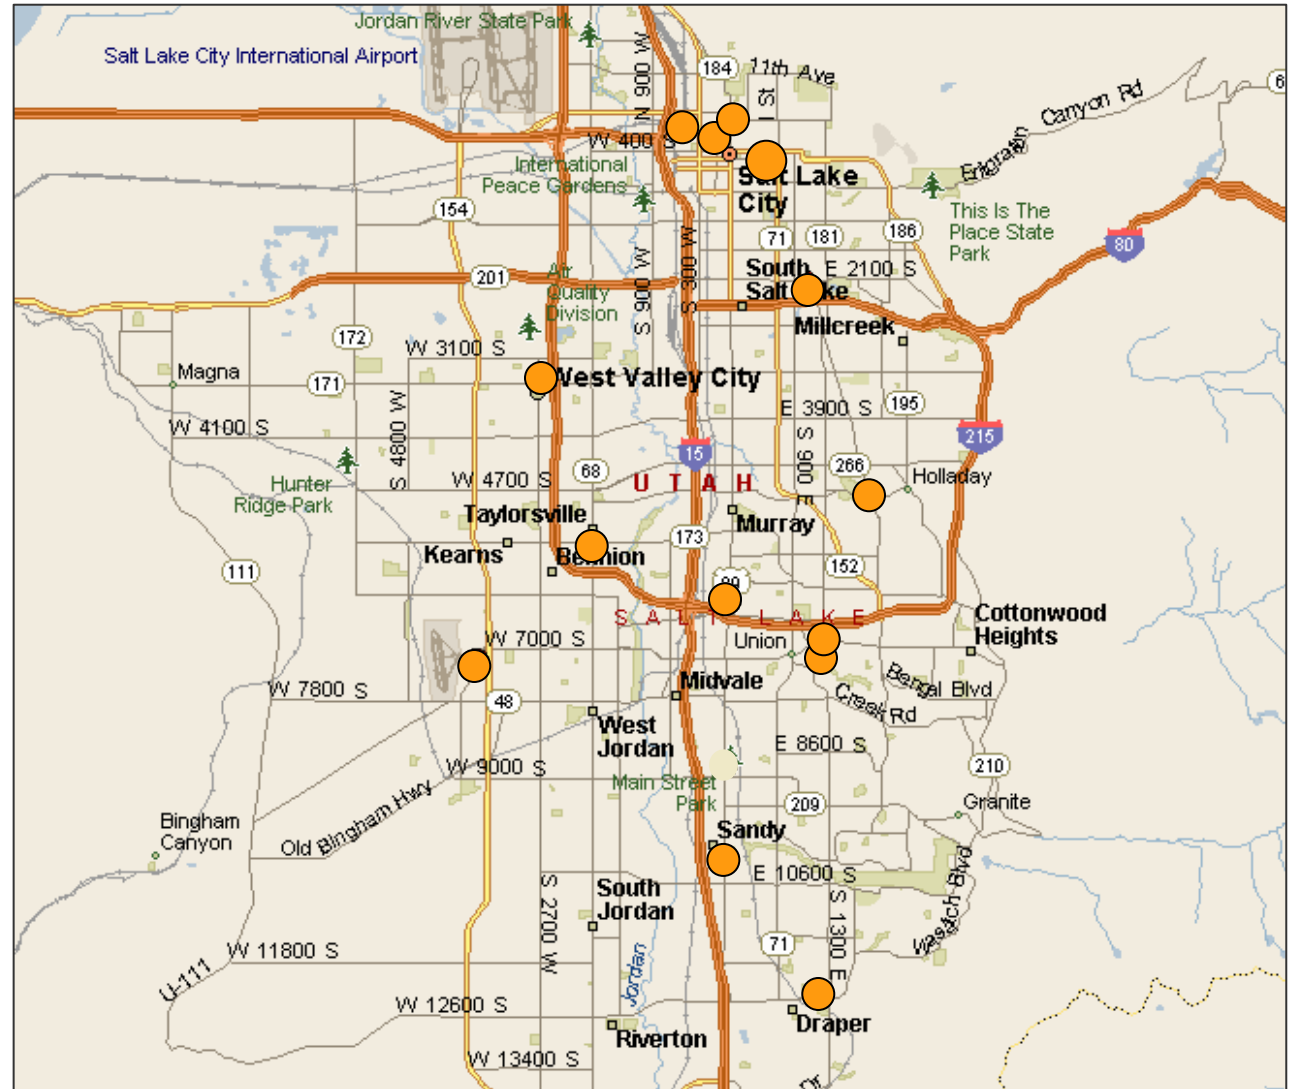 Jordan River State Park
Salt Lake City International Airport
N 900 W
184
11th Ave
I St
Canyon Rd
6
W 400 S
Emigration
International
Peace Gardens
Salt Lake
City
154
This Is The
Place State
Park
71
181
186
80
S 900 W
S 300 W
201
Air
Quality
Division
South
Salt Lake
E 2100 S
Millcreek
172
W 3100 S
Magna
171
West Valley City
W 4100 S
S 4800 W
E 3900 S
195
215
15
S 900 E
266
Holladay
Hunter
Ridge Park
W 4700 S
68
UTAH
Taylorsville
Murray
Kearns
Bennion
173
152
111
89
SALT LAKE
Cottonwood
Heights
W 7000 S
Union
W 7800 S
48
Midvale
Bengal Blvd
Creek Rd
West
Jordan
E 8600 S
210
W 9000 S
Main Street
Park
209
Granite
Old Bingham Hwy
Bingham
Canyon
Sandy
E 10600 S
Wasatch Blvd
S 2700 W
South
Jordan
S 1300 E
W 11800 S
71
U-111
Jordan
W 12600 S
Draper
Riverton
W 13400 S
Dr